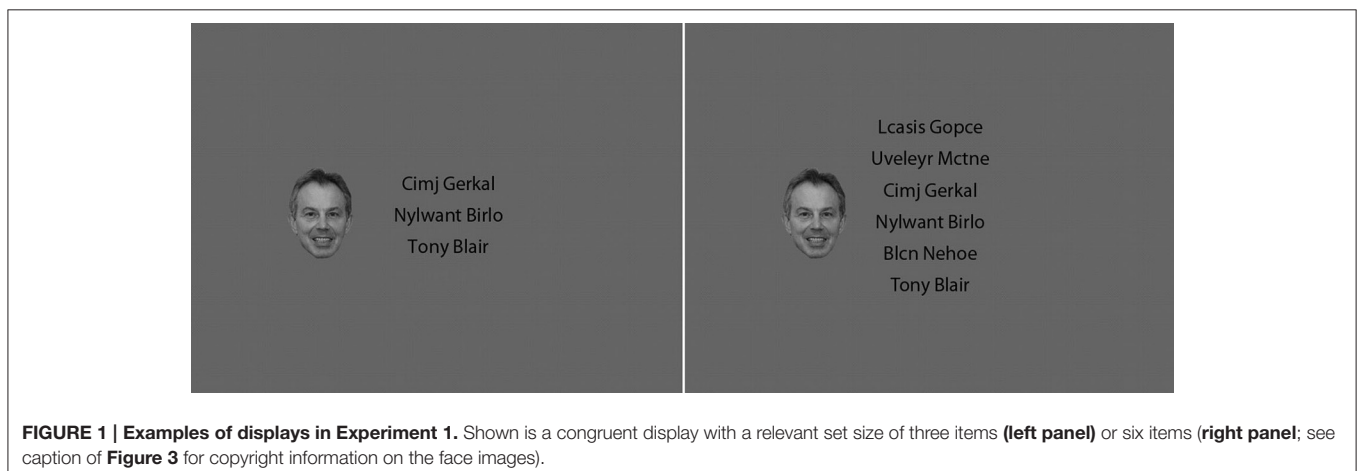 Cimj Gerkal
Nylwant Birlo
Tony Blair
Lcasis Gopce
Uveleyr Mctne
Cimj Gerkal
Nylwant Birlo
Blcn Nehoe
Tony Blair
FIGURE 1 | Examples of displays in Experiment 1. Shown is a congruent display with a relevant set size of three items (left panel) or six items (right panel; see
caption of Figure 3 for copyright information on the face images).